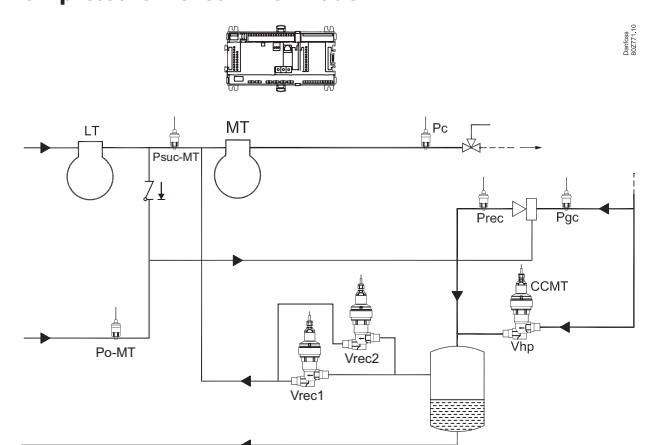 Danfoss
80Z771.10
LT
MT
Pc
Psuc-MT
Prec
Pgc
CCMT
Po-MT
Vrec2
Vhp
Vrec1